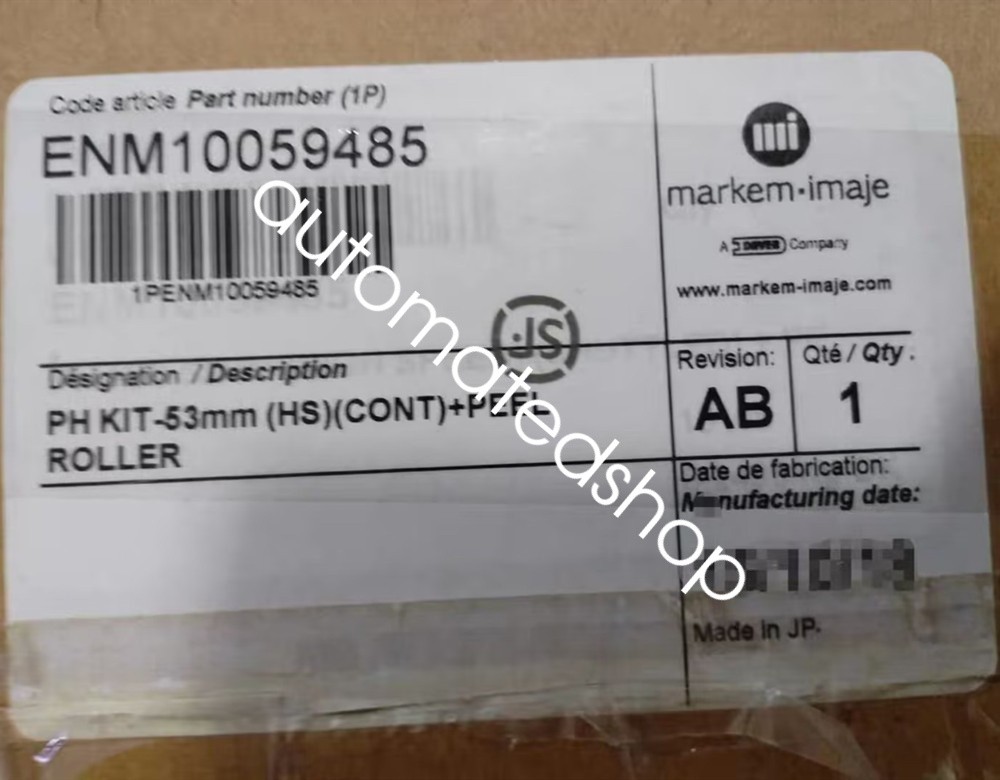 Code article Part number (1P)
ENM10059485
1PENM10059485
mi
markem·imaje
A DOVER Company
www.markem-imaje.com
JS
Désignation / Description
PH KIT-53mm (HS)(CONT)+PEEL
ROLLER
Revision:
AB
Qté / Qty.
1
Date de fabrication:
Manufacturing date:
Made in JP.
automatedshop